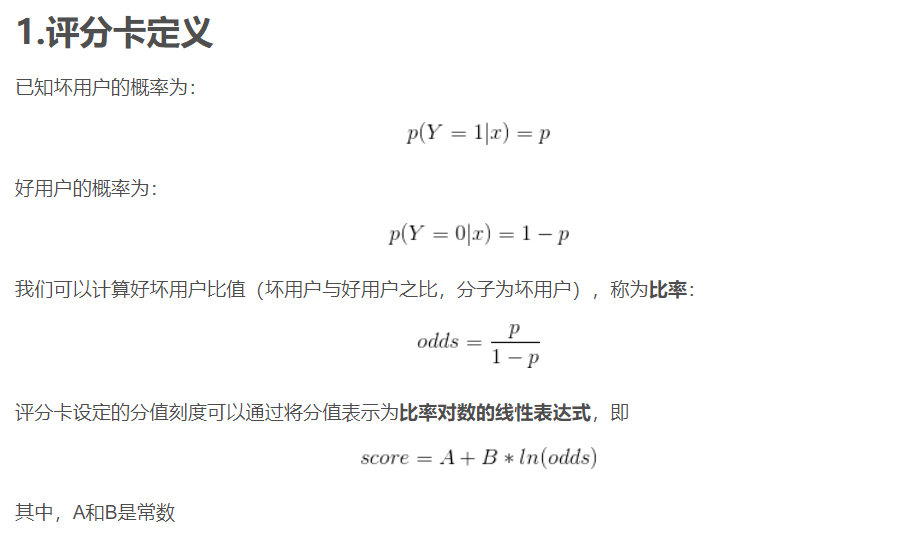 1.评分卡定义
已知坏用户的概率为：
p(Y = 1|x) = p
好用户的概率为：
p(Y = 0|x) = 1 − p
我们可以计算好坏用户比值（坏用户与好用户之比，分子为坏用户），称为比率：
odds = p / (1 − p)
评分卡设定的分值刻度可以通过将分值表示为比率对数的线性表达式，即
score = A + B ∗ ln(odds)
其中，A和B是常数